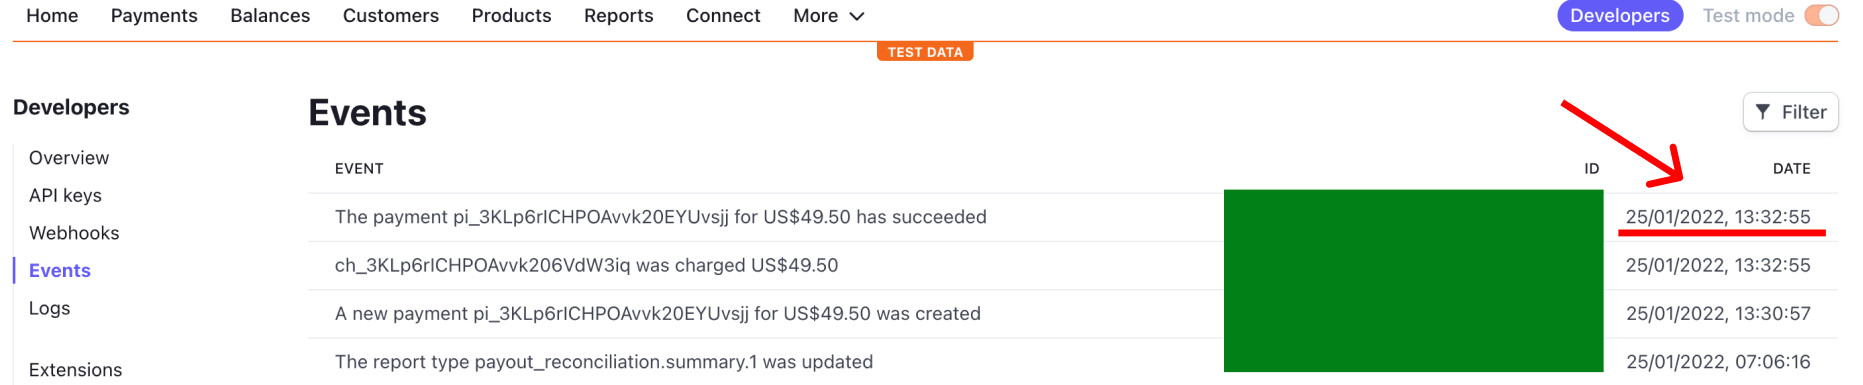 Home Payments Balances Customers Products Reports Connect More Developers Test mode
TEST DATA
Developers
Overview
API keys
Webhooks
Events
Logs
Extensions
Events
Filter
EVENT ID DATE
The payment pi_3KLp6rICHPOAvvk20EYUvsjj for US$49.50 has succeeded 25/01/2022, 13:32:55
ch_3KLp6rICHPOAvvk206VdW3iq was charged US$49.50 25/01/2022, 13:32:55
A new payment pi_3KLp6rICHPOAvvk20EYUvsjj for US$49.50 was created 25/01/2022, 13:30:57
The report type payout_reconciliation.summary.1 was updated 25/01/2022, 07:06:16